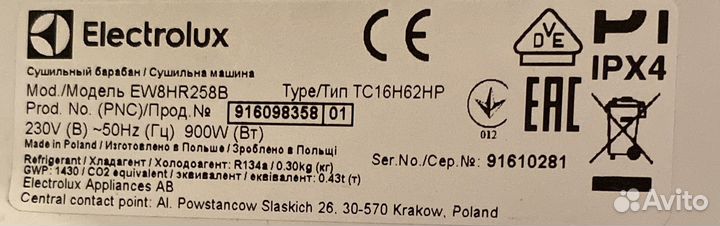 Electrolux
Сушильный барабан / Сушильна машина
Mod./Модель EW8HR258B Type/Тип TC16H62HP
Prod. No. (PNC)/Прод.№ 916098358 01
230V (В) ~50Hz (Гц) 900W (Вт)
Made in Poland / Изготовлено в Польше / Зроблено в Польщі
Refrigerant / Хладагент / Холодоагент: R134a / 0.30kg (кг)
GWP: 1430 / CO2 equivalent / эквивалент / еквівалент: 0.43t (т)
Electrolux Appliances AB
Central contact point: Al. Powstancow Slaskich 26, 30-570 Krakow, Poland
Ser.No./Сер.№: 91610281
CE
DVE
IPX4
012
EAC
Avito